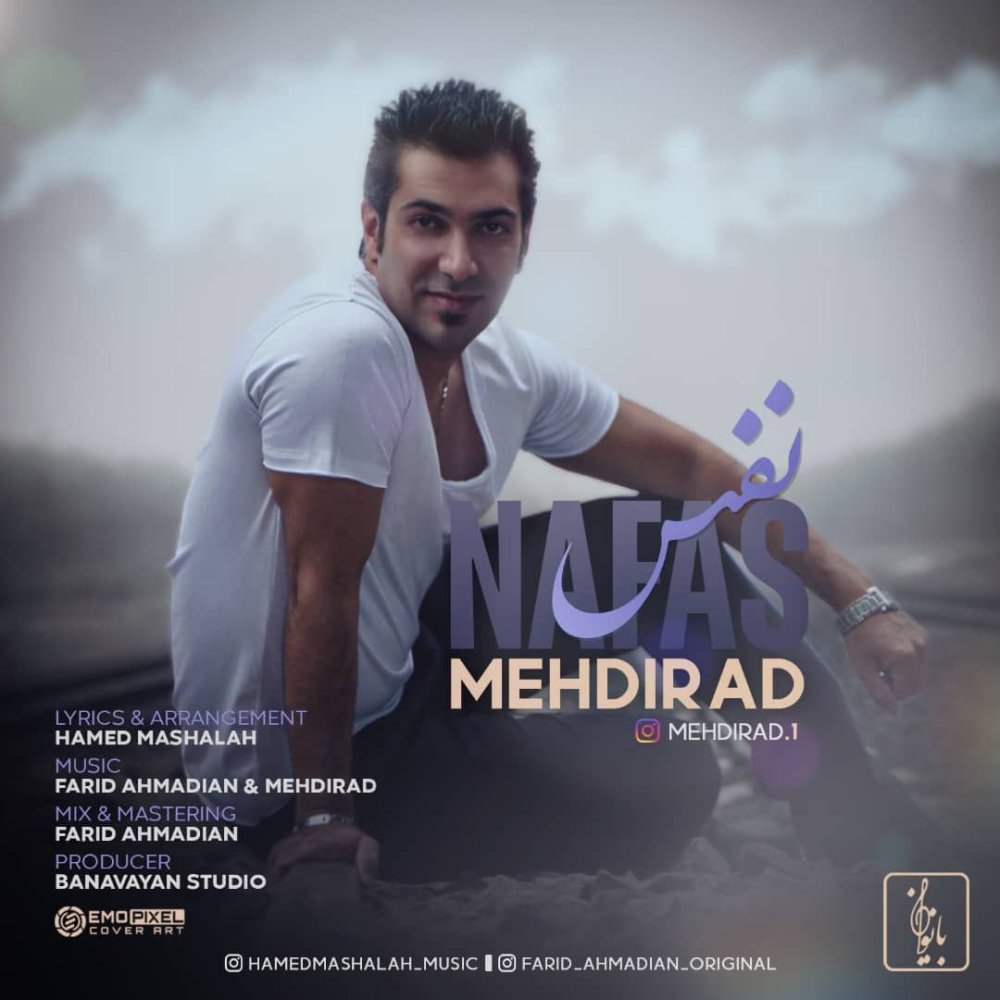 نفس
NAFAS
MEHDIRAD
MEHDIRAD.1
LYRICS & ARRANGEMENT
HAMED MASHALAH
MUSIC
FARID AHMADIAN & MEHDIRAD
MIX & MASTERING
FARID AHMADIAN
PRODUCER
BANAVAYAN STUDIO
EMOPIXEL
COVER ART
HAMEDMASHALAH_MUSIC | FARID_AHMADIAN_ORIGINAL
بانوایان